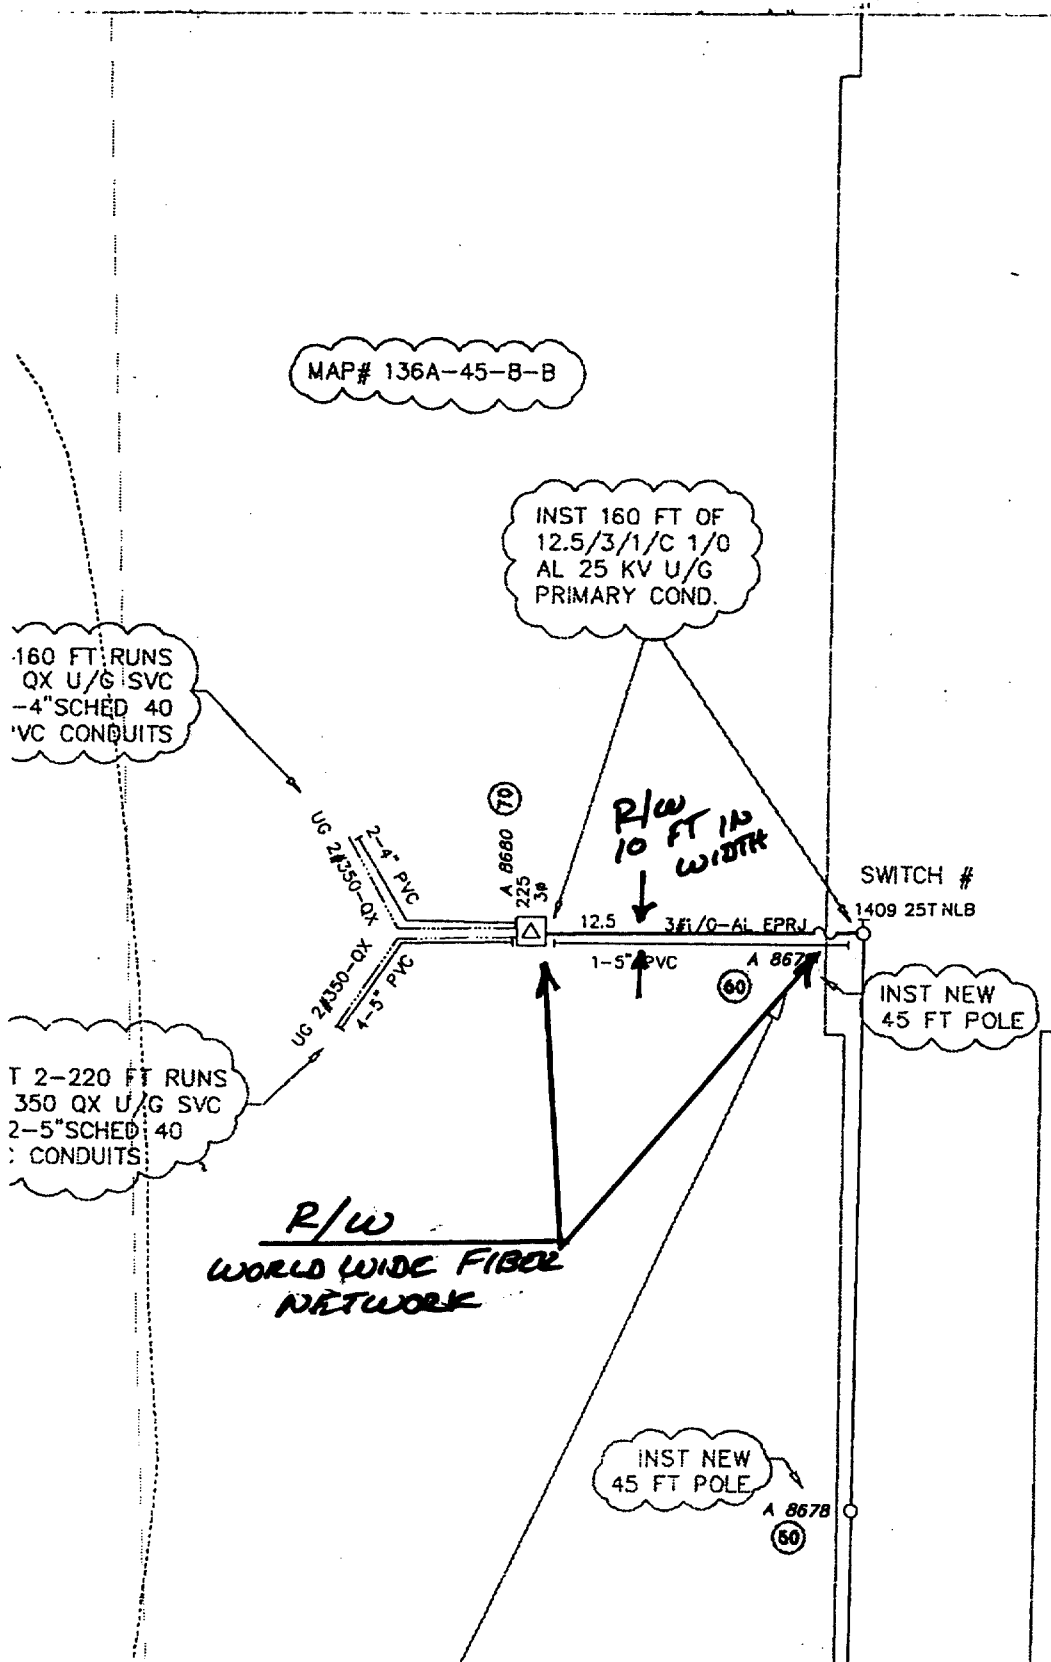 MAP# 136A-45-B-B
INST 160 FT OF
12.5/3/1/C 1/0
AL 25 KV U/G
PRIMARY COND.
160 FT RUNS
QX U/G SVC
-4"SCHED 40
VC CONDUITS
UG 2#350-QX
2-4" PVC
A 8680
70
225
3ø
R/W
10 FT IN
WIDTH
SWITCH #
1409 25T NLB
12.5 3#1/0-AL EPRJ
1-5" PVC
A 867
60
INST NEW
45 FT POLE
UG 2#350-QX
4-5" PVC
T 2-220 FT RUNS
350 QX U/G SVC
2-5"SCHED 40
CONDUITS
R/W
WORLD WIDE FIBER
NETWORK
INST NEW
45 FT POLE
A 8678
50